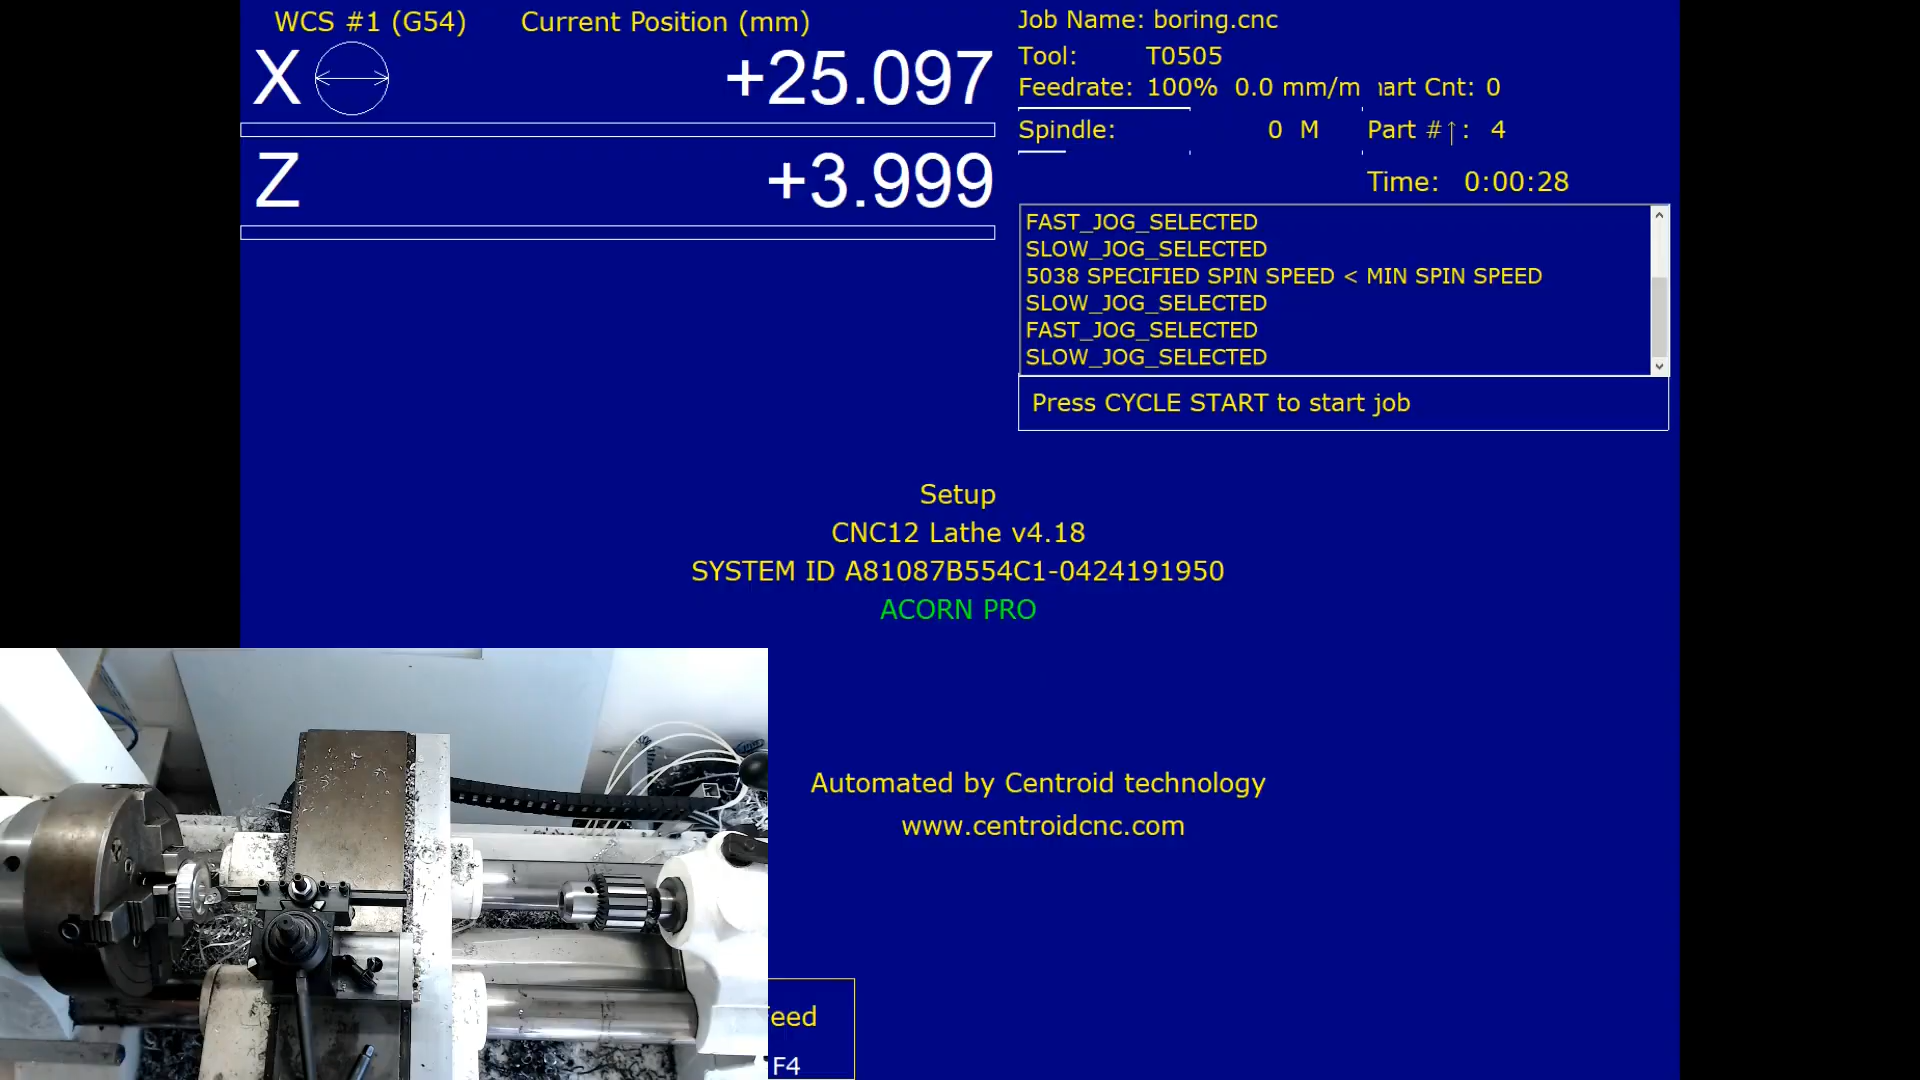 WCS #1 (G54) Current Position (mm)
X +25.097
Z +3.999
Job Name: boring.cnc
Tool: T0505
Feedrate: 100% 0.0 mm/m art Cnt: 0
Spindle: 0 M Part #↑: 4
Time: 0:00:28
FAST_JOG_SELECTED
SLOW_JOG_SELECTED
5038 SPECIFIED SPIN SPEED < MIN SPIN SPEED
SLOW_JOG_SELECTED
FAST_JOG_SELECTED
SLOW_JOG_SELECTED
Press CYCLE START to start job
Setup
CNC12 Lathe v4.18
SYSTEM ID A81087B554C1-0424191950
ACORN PRO
Automated by Centroid technology
www.centroidcnc.com
eed
F4